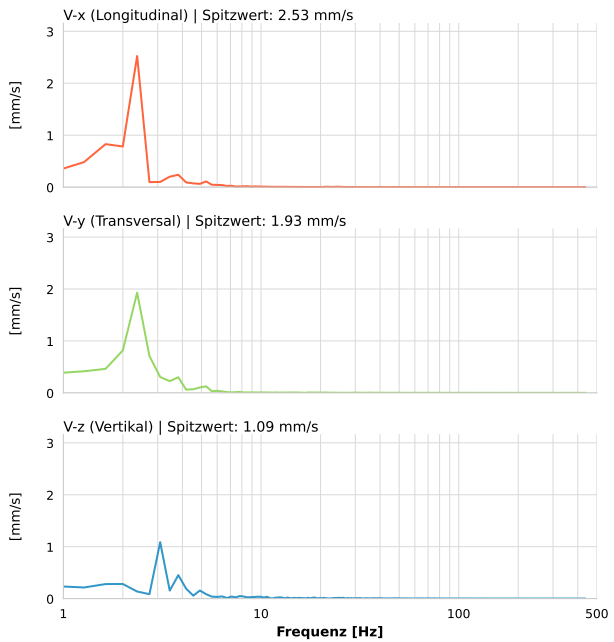 V-x (Longitudinal) | Spitzwert: 2.53 mm/s
3
2
1
0
[mm/s]
V-y (Transversal) | Spitzwert: 1.93 mm/s
3
2
1
0
[mm/s]
V-z (Vertikal) | Spitzwert: 1.09 mm/s
3
2
1
0
[mm/s]
1 10 100 500
Frequenz [Hz]